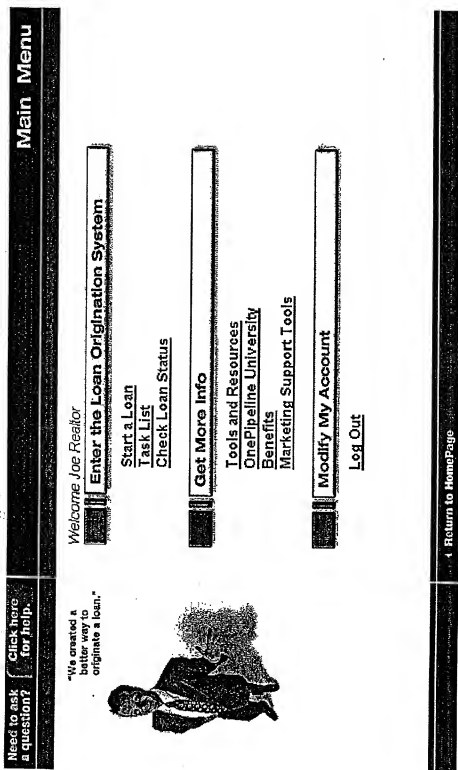 Need to ask
a question?
Click here
for help.
Main Menu
"We created a
better way to
originate a loan."
Welcome Joe Realtor
Enter the Loan Origination System
Start a Loan
Task List
Check Loan Status
Get More Info
Tools and Resources
OnePipeline University
Benefits
Marketing Support Tools
Modify My Account
Log Out
Return to HomePage